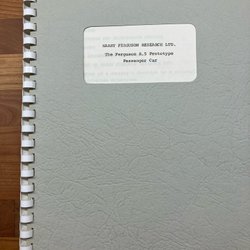 HARRY FERGUSON RESEARCH LTD.
The Ferguson R.5 Prototype
Passenger Car